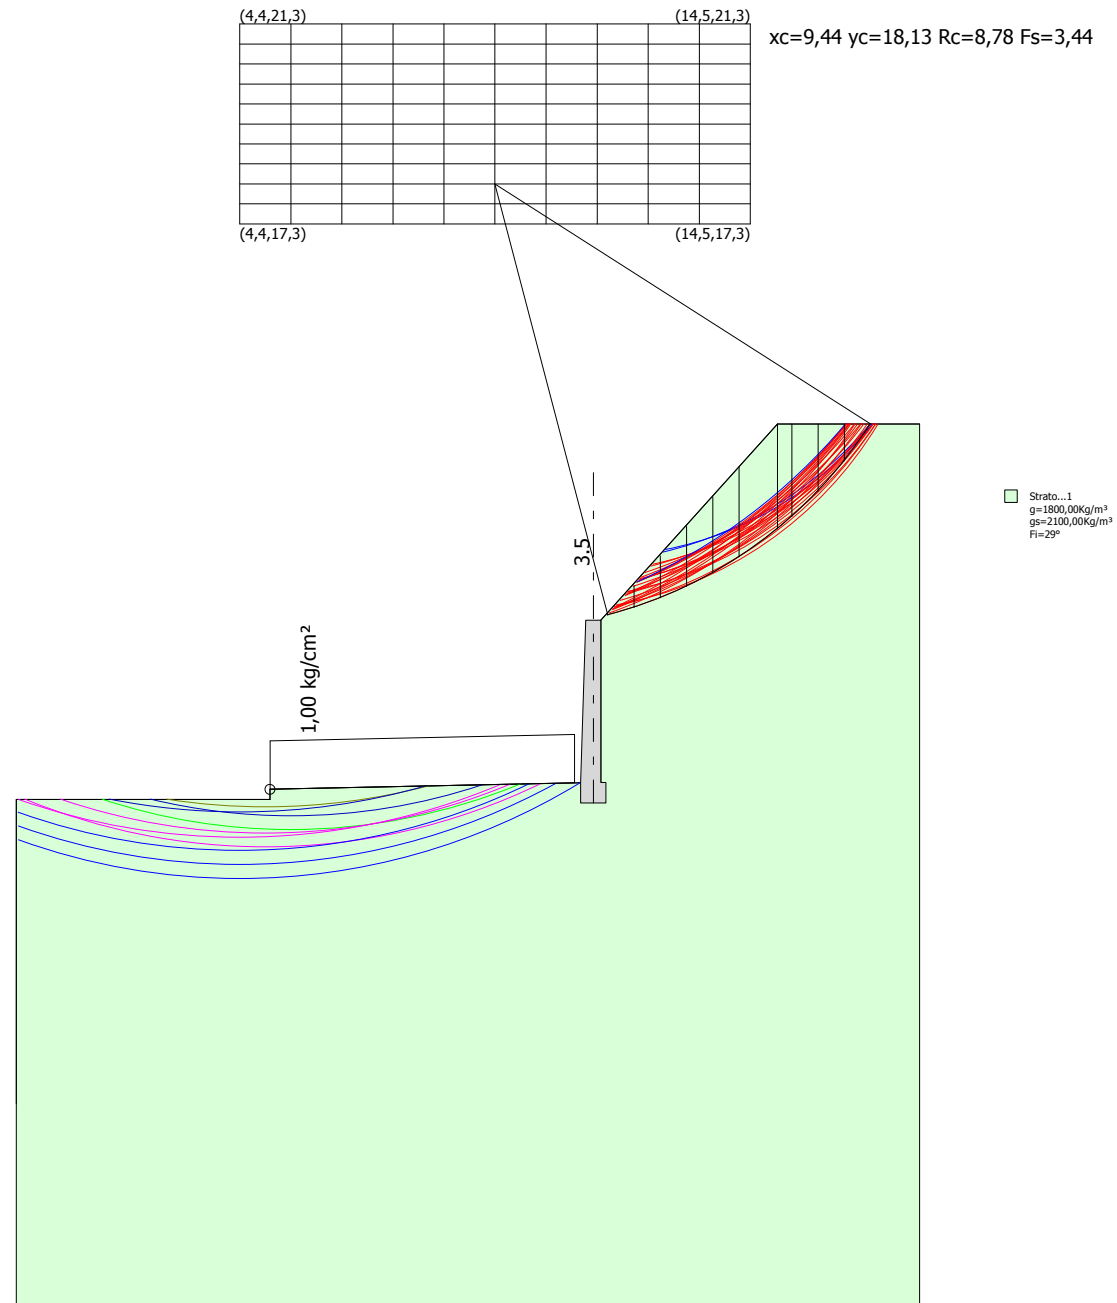 (4,4,21,3)
(14,5,21,3)
xc=9,44 yc=18,13 Rc=8,78 Fs=3,44
(4,4,17,3)
(14,5,17,3)
Strato...1
g=1800,00Kg/m³
gs=2100,00Kg/m³
Fi=29°
3.5
1,00 kg/cm²